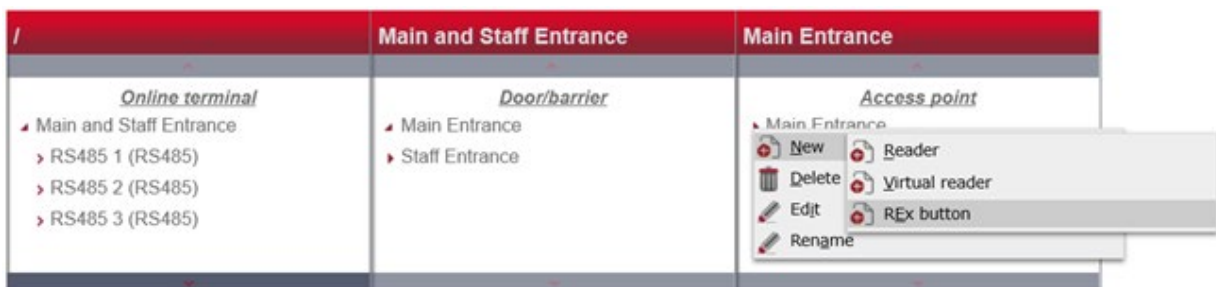 /
Main and Staff Entrance
Main Entrance
Online terminal
Main and Staff Entrance
RS485 1 (RS485)
RS485 2 (RS485)
RS485 3 (RS485)
Door/barrier
Main Entrance
Staff Entrance
Access point
Main Entrance
New
Delete
Edit
Rename
Reader
Virtual reader
REx button